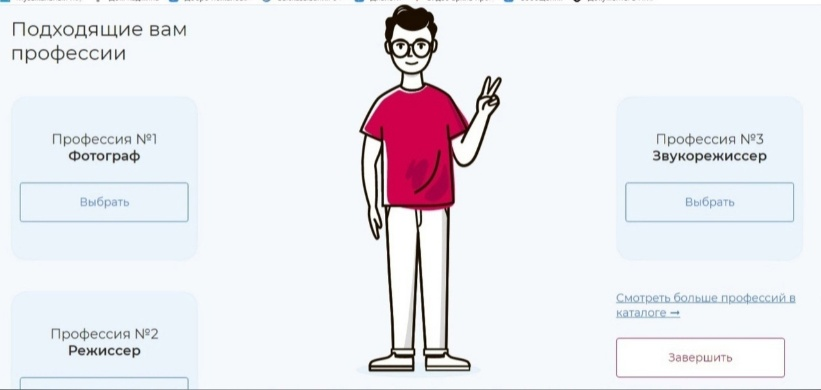 Подходящие вам
профессии
Профессия №1
Фотограф
Выбрать
Профессия №2
Режиссер
Профессия №3
Звукорежиссер
Выбрать
Смотреть больше профессий в
каталоге →
Завершить